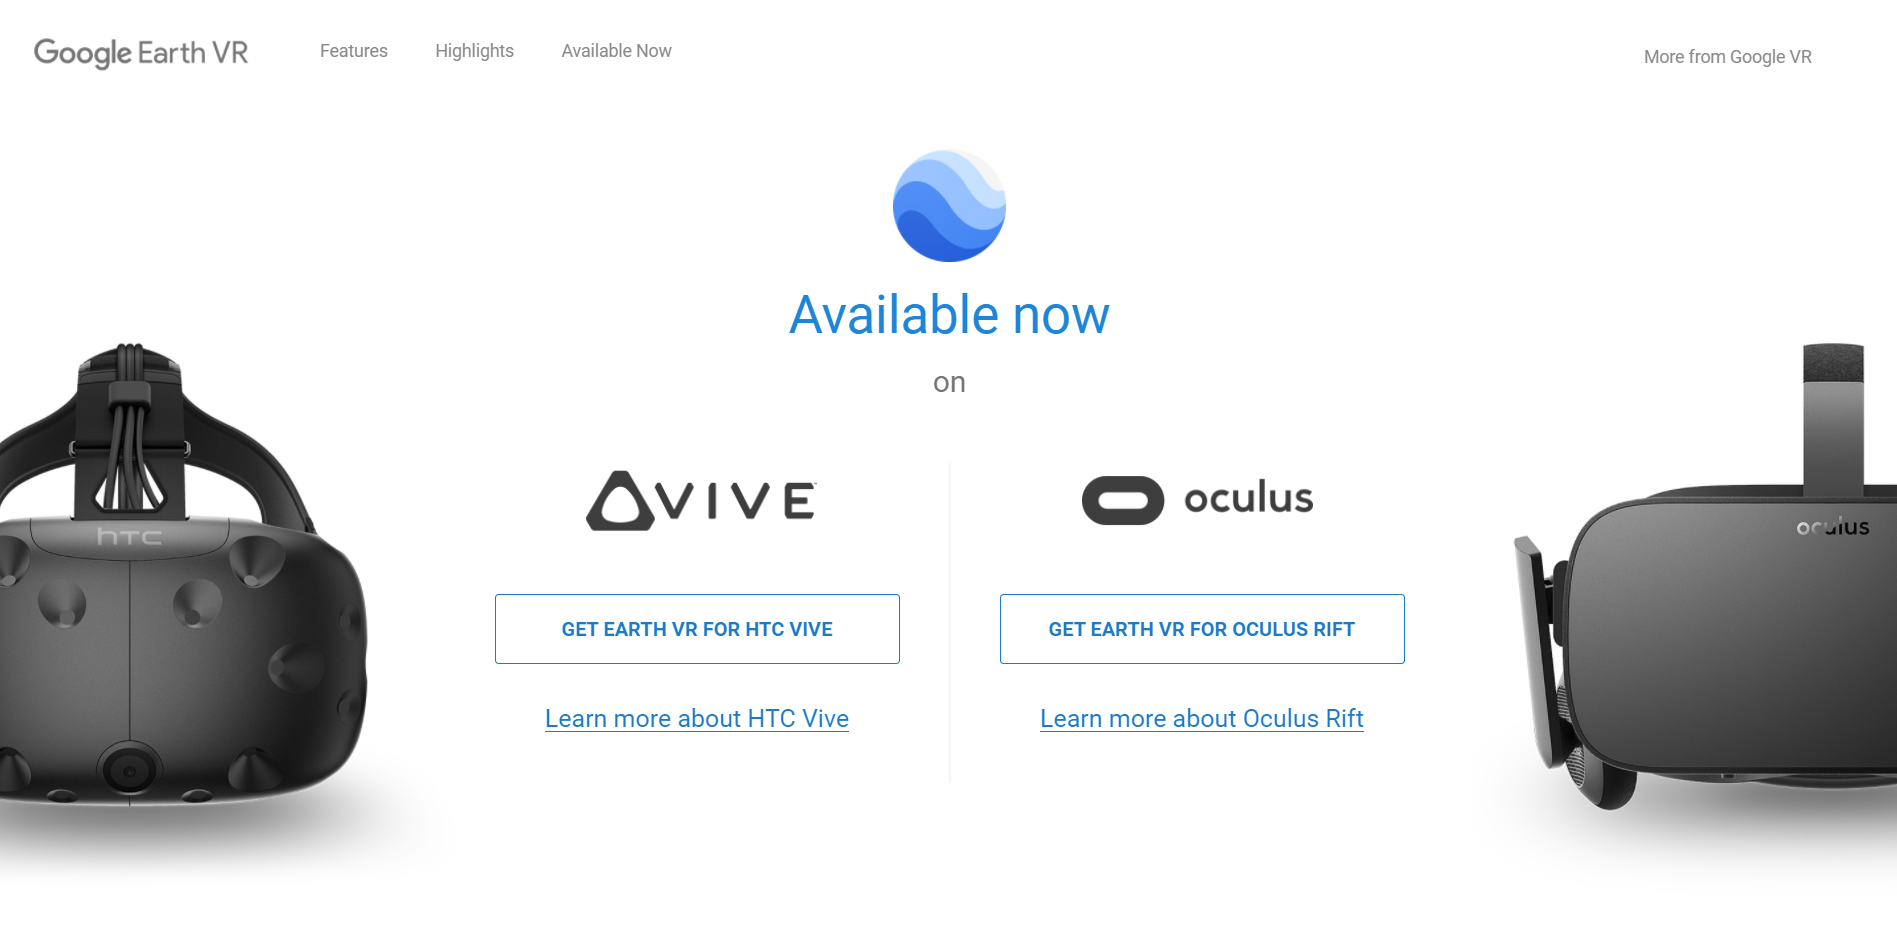 Google Earth VR
Features
Highlights
Available Now
More from Google VR
Available now
on
VIVE
oculus
htc
oculus
GET EARTH VR FOR HTC VIVE
GET EARTH VR FOR OCULUS RIFT
Learn more about HTC Vive
Learn more about Oculus Rift